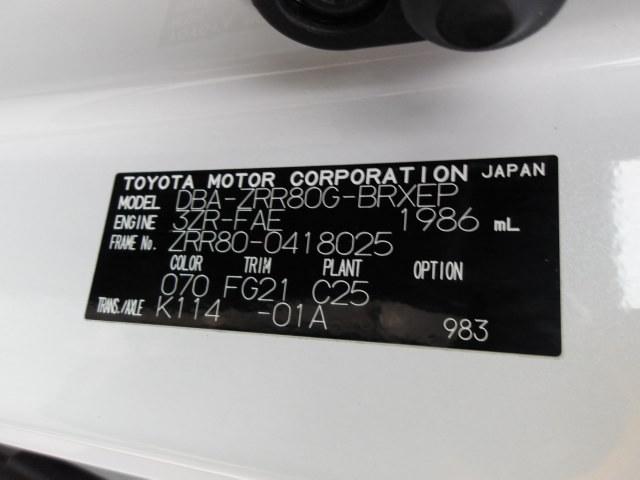 TOYOTA MOTOR CORPORATION JAPAN
MODEL DBA-ZRR80G-BRXEP
ENGINE 3ZR-FAE 1986 mL
FRAME No. ZRR80-0418025
COLOR TRIM PLANT OPTION
070 FG21 C25
TRANS./AXLE K114 -01A
983